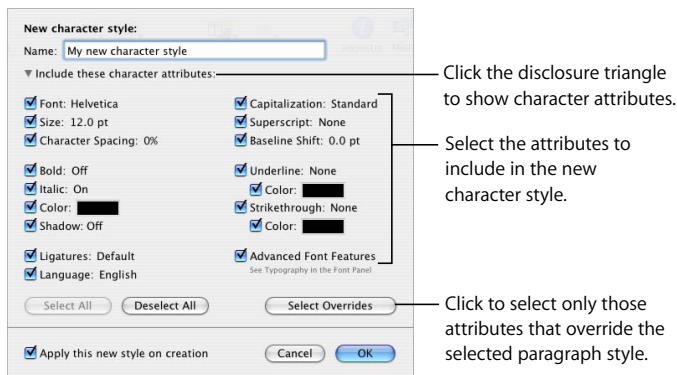 New character style:
Name: My new character style
Include these character attributes:
Click the disclosure triangle
to show character attributes.
Font: Helvetica
Size: 12.0 pt
Character Spacing: 0%
Capitalization: Standard
Superscript: None
Baseline Shift: 0.0 pt
Bold: Off
Italic: On
Color:
Shadow: Off
Underline: None
Color:
Strikethrough: None
Color:
Select the attributes to
include in the new
character style.
Ligatures: Default
Language: English
Advanced Font Features
See Typography in the Font Panel
Select All
Deselect All
Select Overrides
Click to select only those
attributes that override the
selected paragraph style.
Apply this new style on creation
Cancel
OK